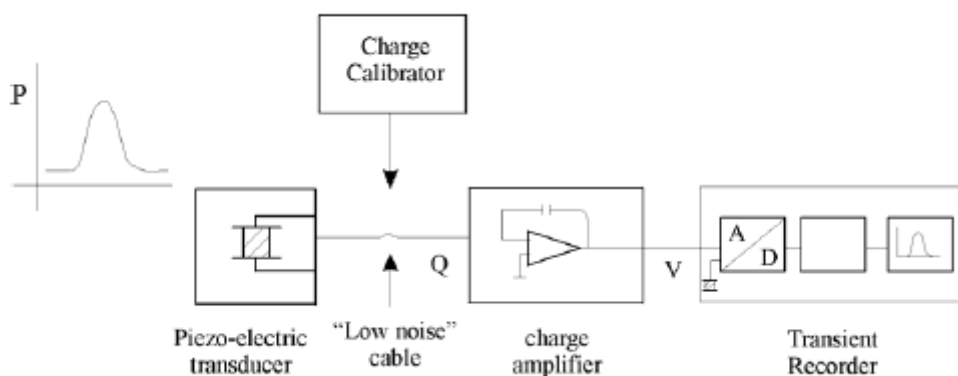 Charge
Calibrator
P
A
D
Q
V
Piezo-electric
transducer
“Low noise”
cable
charge
amplifier
Transient
Recorder